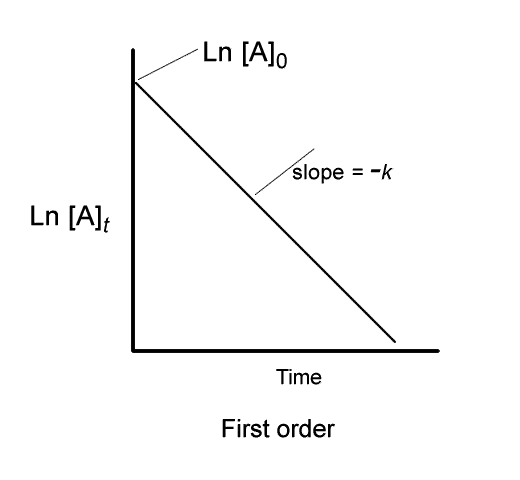 Ln [A]₀
slope = -k
Ln [A]ₜ
Time
First order